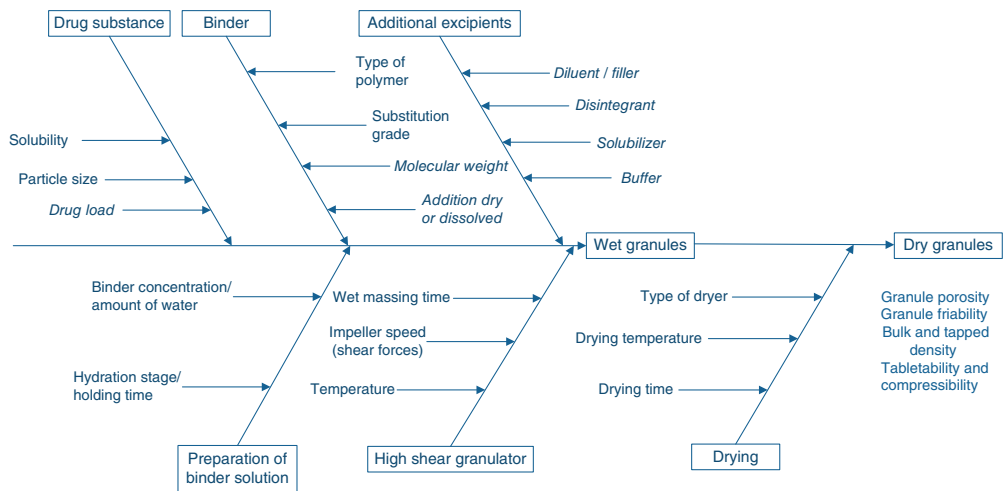 Drug substance
Binder
Additional excipients
Type of
polymer
Diluent / filler
Disintegrant
Substitution
grade
Solubility
Solubilizer
Molecular weight
Particle size
Buffer
Drug load
Addition dry
or dissolved
Wet granules
Dry granules
Binder concentration/
amount of water
Wet massing time
Type of dryer
Granule porosity
Granule friability
Bulk and tapped
density
Tabletability and
compressibility
Impeller speed
(shear forces)
Drying temperature
Hydration stage/
holding time
Temperature
Drying time
Preparation of
binder solution
High shear granulator
Drying